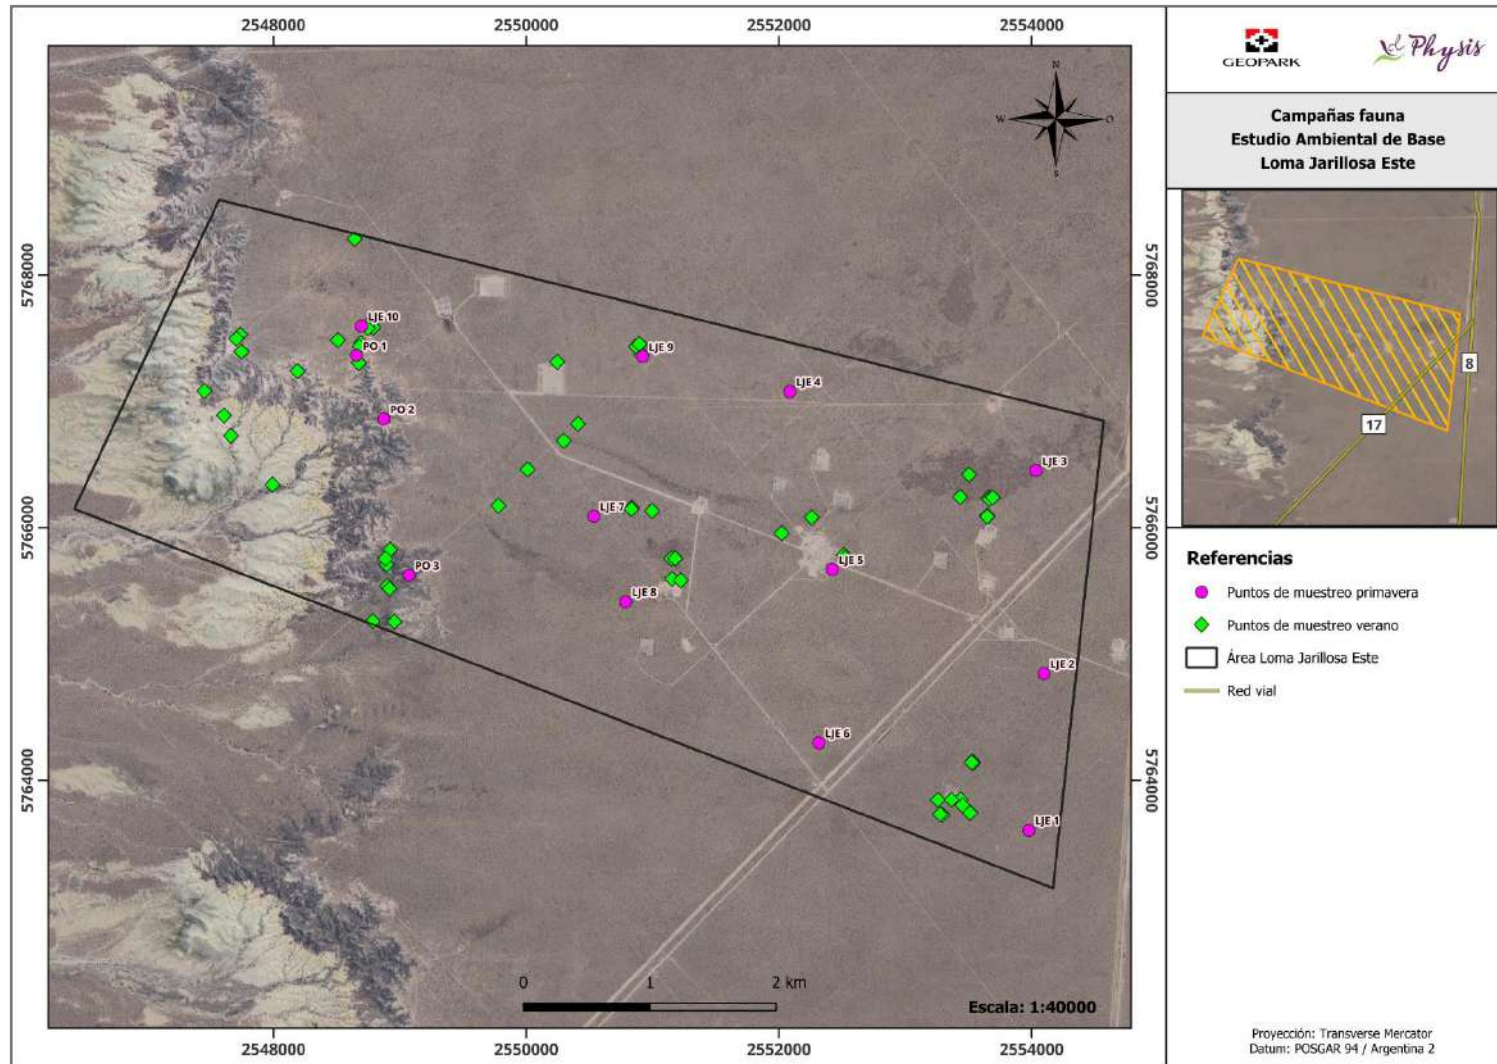 2548000
2550000
2552000
2554000
GEOPARK
Physis
Campañas fauna
Estudio Ambiental de Base
Loma Jarillosa Este
N
W
O
S
5768000
5768000
8
17
LJE 10
PO 1
LJE 9
LJE 4
PO 2
LJE 3
5766000
5766000
LJE 7
LJE 5
PO 3
LJE 8
LJE 2
LJE 6
5764000
5764000
LJE 1
Referencias
Puntos de muestreo primavera
Puntos de muestreo verano
Área Loma Jarillosa Este
Red vial
0
1
2 km
Escala: 1:40000
2548000
2550000
2552000
2554000
Proyección: Transverse Mercator
Datum: POSGAR 94 / Argentina 2